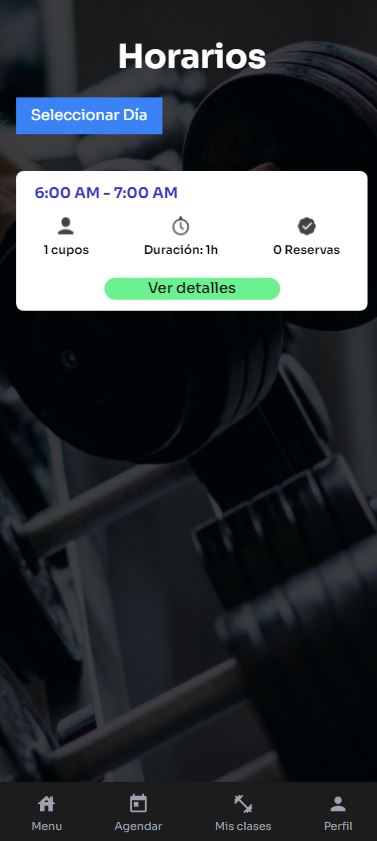 Horarios
Seleccionar Día
6:00 AM - 7:00 AM
1 cupos Duración: 1h 0 Reservas
Ver detalles
Menu Agendar Mis clases Perfil